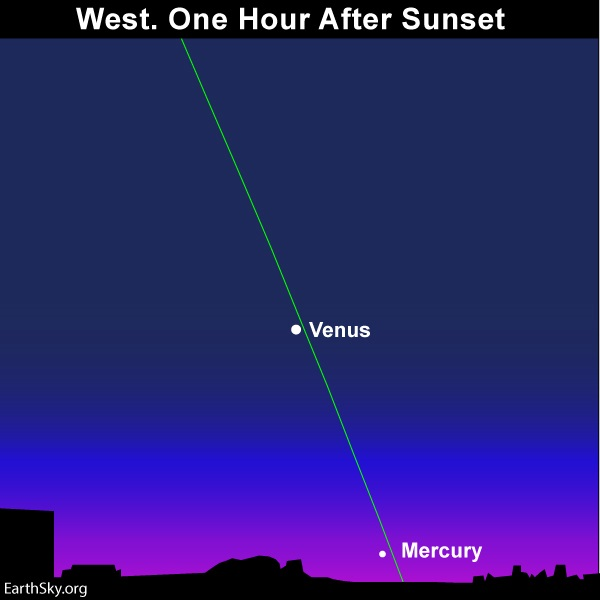 West. One Hour After Sunset
Venus
Mercury
EarthSky.org